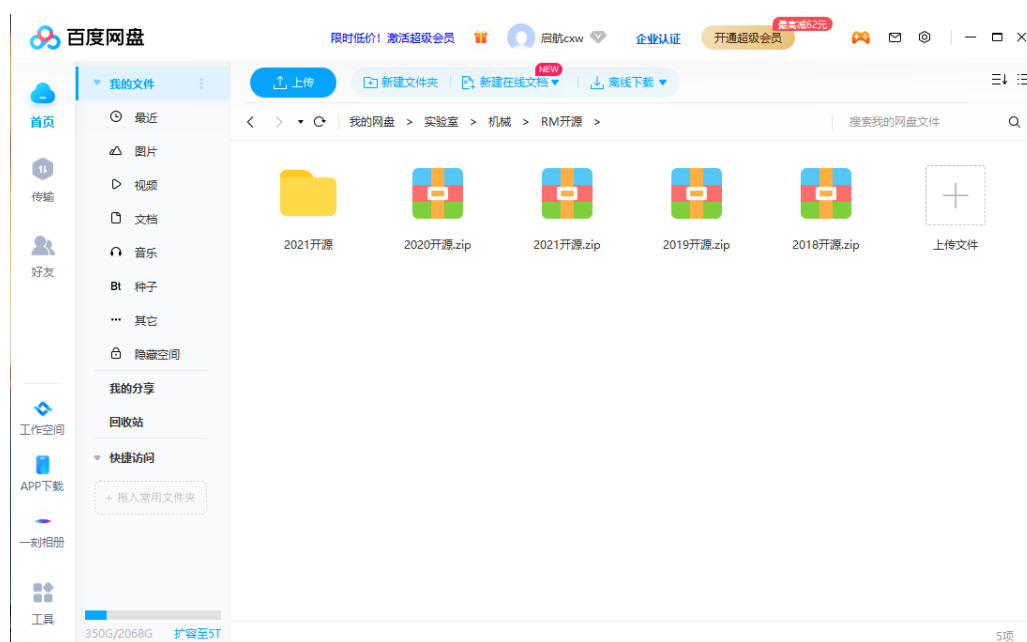 百度网盘
限时低价！激活超级会员
启航cxw
企业认证
开通超级会员
最高减62元
首页
传输
好友
工作空间
APP下载
一刻相册
工具
我的文件
最近
图片
视频
文档
音乐
Bt 种子
其它
隐藏空间
我的分享
回收站
快捷访问
+ 拖入常用文件夹
350G/2068G 扩容至5T
上传
新建文件夹
新建在线文档
NEW
离线下载
我的网盘 > 实验室 > 机械 > RM开源 >
搜索我的网盘文件
2021开源
2020开源.zip
2021开源.zip
2019开源.zip
2018开源.zip
上传文件
5项